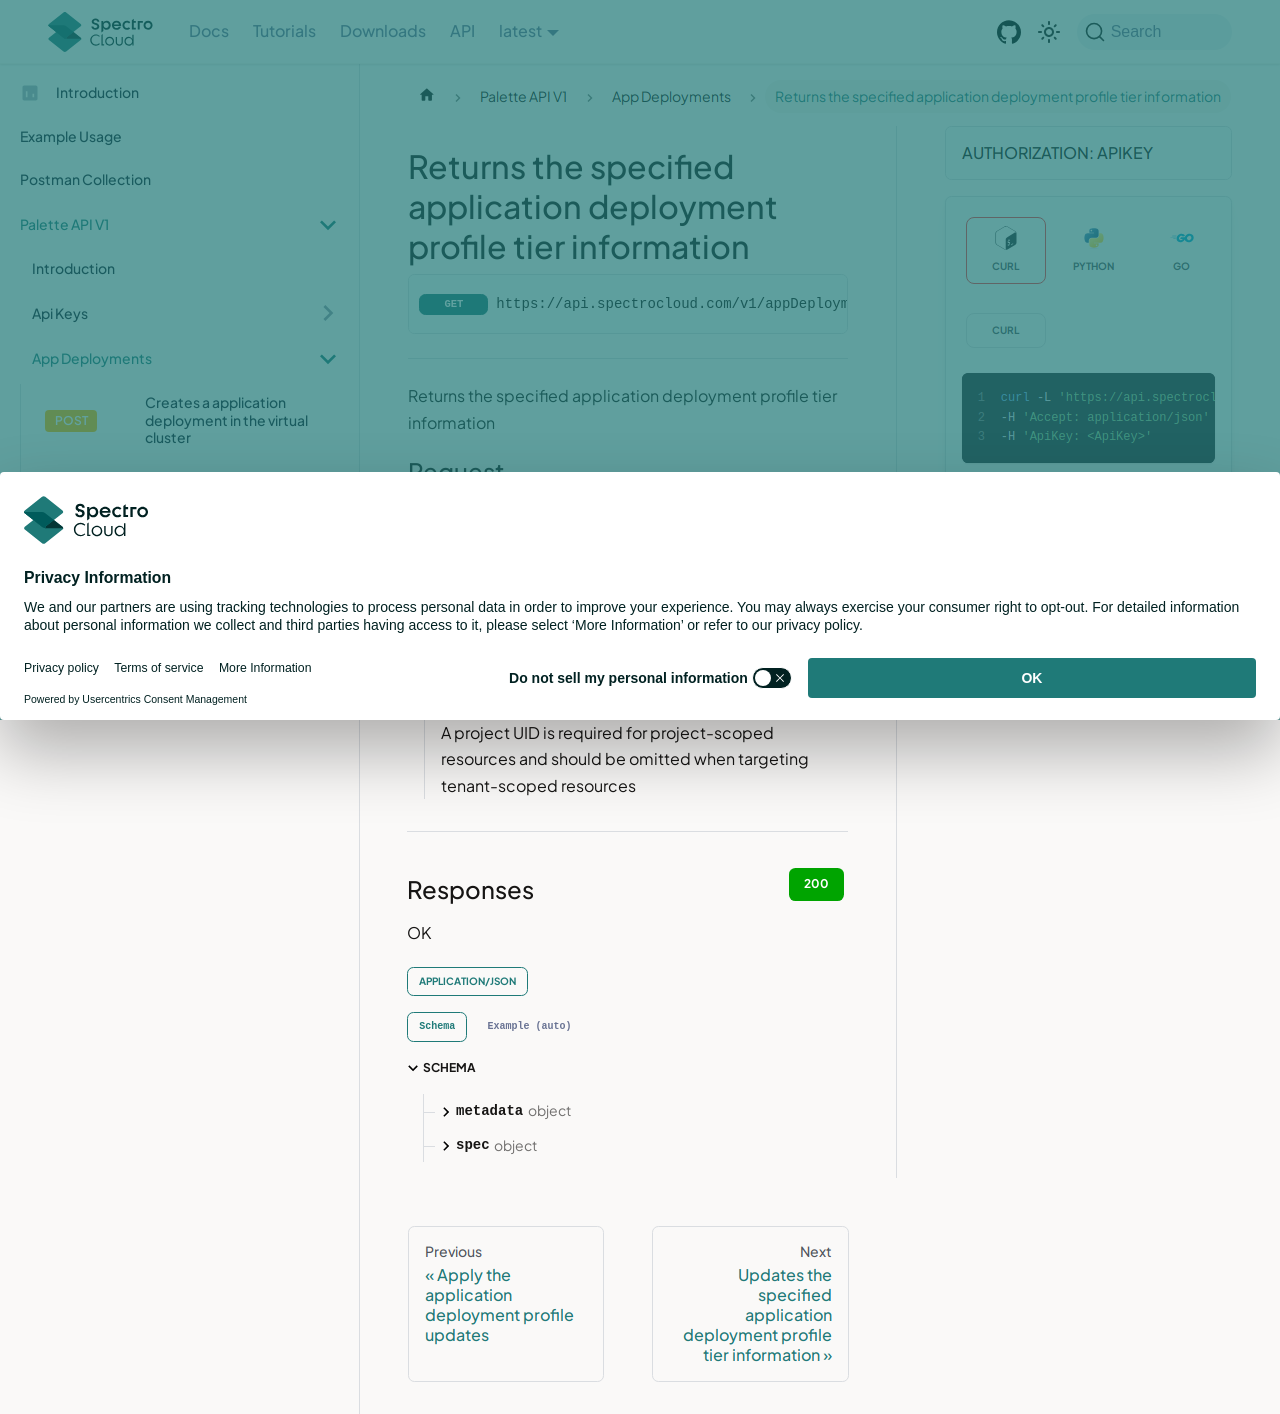 Spectro Cloud
Docs
Tutorials
Downloads
API
latest
Search
Introduction
Example Usage
Postman Collection
Palette API V1
Introduction
Api Keys
App Deployments
POST
Creates a application
deployment in the virtual
cluster
Palette API V1
App Deployments
Returns the specified application deployment profile tier information
Returns the specified
application deployment
profile tier information
GET https://api.spectrocloud.com/v1/appDeploym
Returns the specified application deployment profile tier
information
Request
AUTHORIZATION: APIKEY
CURL
PYTHON
GO
CURL
1 curl -L 'https://api.spectrocl
2 -H 'Accept: application/json'
3 -H 'ApiKey: <ApiKey>'
Spectro
Cloud
Privacy Information
We and our partners are using tracking technologies to process personal data in order to improve your experience. You may always exercise your consumer right to opt-out. For detailed information
about personal information we collect and third parties having access to it, please select ‘More Information’ or refer to our privacy policy.
Privacy policy
Terms of service
More Information
Powered by Usercentrics Consent Management
Do not sell my personal information
OK
A project UID is required for project-scoped
resources and should be omitted when targeting
tenant-scoped resources
Responses
200
OK
APPLICATION/JSON
Schema
Example (auto)
SCHEMA
metadata object
spec object
Previous
« Apply the
application
deployment profile
updates
Next
Updates the
specified
application
deployment profile
tier information »